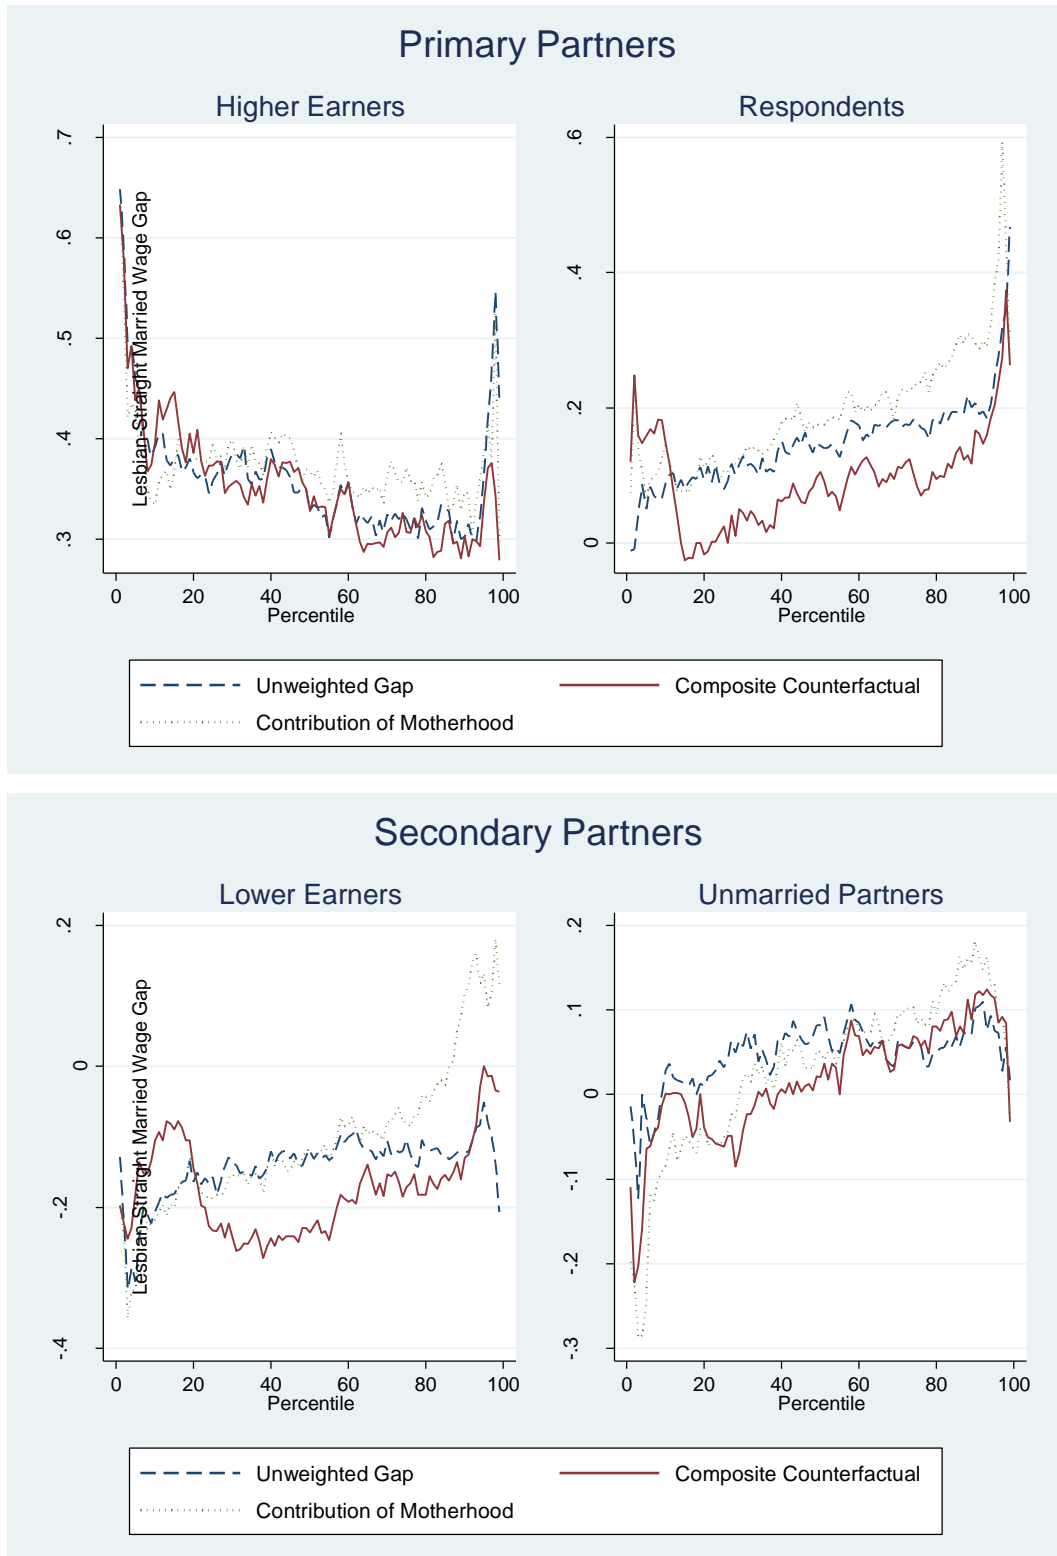 Primary Partners
Higher Earners
Respondents
Lesbian-Straight Married Wage Gap
.7
.6
.5
.4
.3
0 20 40 60 80 100
Percentile
.6
.4
.2
0
0 20 40 60 80 100
Percentile
Unweighted Gap
Composite Counterfactual
Contribution of Motherhood
Secondary Partners
Lower Earners
Unmarried Partners
Lesbian-Straight Married Wage Gap
.2
0
-.2
-.4
0 20 40 60 80 100
Percentile
.2
.1
0
-.1
-.2
-.3
0 20 40 60 80 100
Percentile
Unweighted Gap
Composite Counterfactual
Contribution of Motherhood